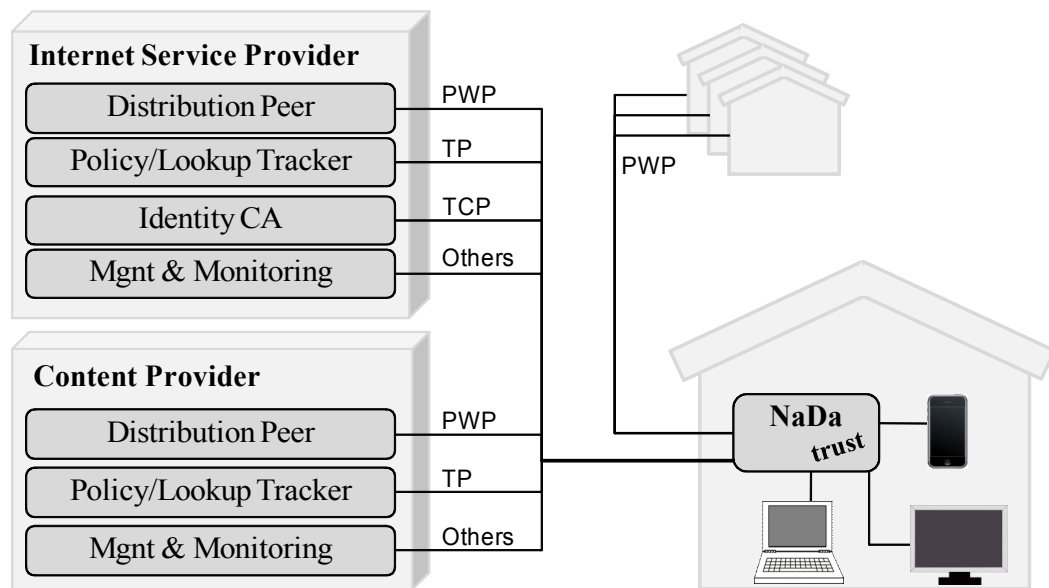 Internet Service Provider
Distribution Peer
PWP
Policy/Lookup Tracker
TP
Identity CA
TCP
Mgnt & Monitoring
Others
PWP
Content Provider
Distribution Peer
PWP
Policy/Lookup Tracker
TP
Mgnt & Monitoring
Others
NaDa
trust